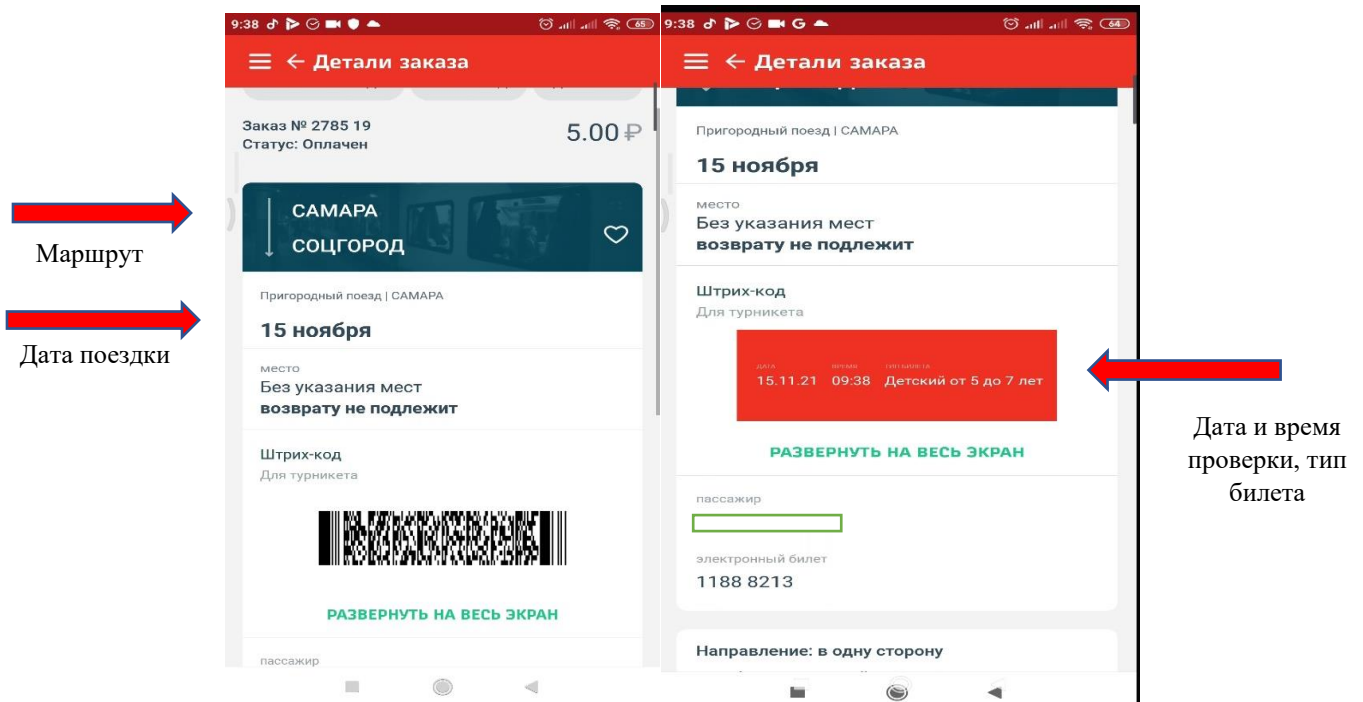 Маршрут
Дата поездки
9:38
65
Детали заказа
Заказ № 2785 19
5.00 ₽
Статус: Оплачен
САМАРА
СОЦГОРОД
Пригородный поезд | САМАРА
15 ноября
место
Без указания мест
возврату не подлежит
Штрих-код
Для турникета
РАЗВЕРНУТЬ НА ВЕСЬ ЭКРАН
пассажир
9:38 G
64
Детали заказа
Пригородный поезд | САМАРА
15 ноября
место
Без указания мест
возврату не подлежит
Штрих-код
Для турникета
ДАТА ВРЕМЯ ТИП БИЛЕТА
15.11.21 09:38 Детский от 5 до 7 лет
РАЗВЕРНУТЬ НА ВЕСЬ ЭКРАН
пассажир
электронный билет
1188 8213
Направление: в одну сторону
Дата и время
проверки, тип
билета